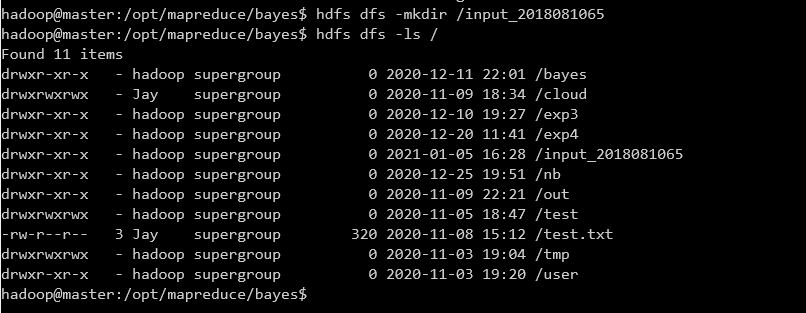 hadoop@master:/opt/mapreduce/bayes$ hdfs dfs -mkdir /input_2018081065
hadoop@master:/opt/mapreduce/bayes$ hdfs dfs -ls /
Found 11 items
drwxr-xr-x   - hadoop supergroup          0 2020-12-11 22:01 /bayes
drwxrwxrwx   - Jay    supergroup          0 2020-11-09 18:34 /cloud
drwxr-xr-x   - hadoop supergroup          0 2020-12-10 19:27 /exp3
drwxr-xr-x   - hadoop supergroup          0 2020-12-20 11:41 /exp4
drwxr-xr-x   - hadoop supergroup          0 2021-01-05 16:28 /input_2018081065
drwxr-xr-x   - hadoop supergroup          0 2020-12-25 19:51 /nb
drwxr-xr-x   - hadoop supergroup          0 2020-11-09 22:21 /out
drwxrwxrwx   - hadoop supergroup          0 2020-11-05 18:47 /test
-rw-r--r--   3 Jay    supergroup        320 2020-11-08 15:12 /test.txt
drwxrwxrwx   - hadoop supergroup          0 2020-11-03 19:04 /tmp
drwxr-xr-x   - hadoop supergroup          0 2020-11-03 19:20 /user
hadoop@master:/opt/mapreduce/bayes$